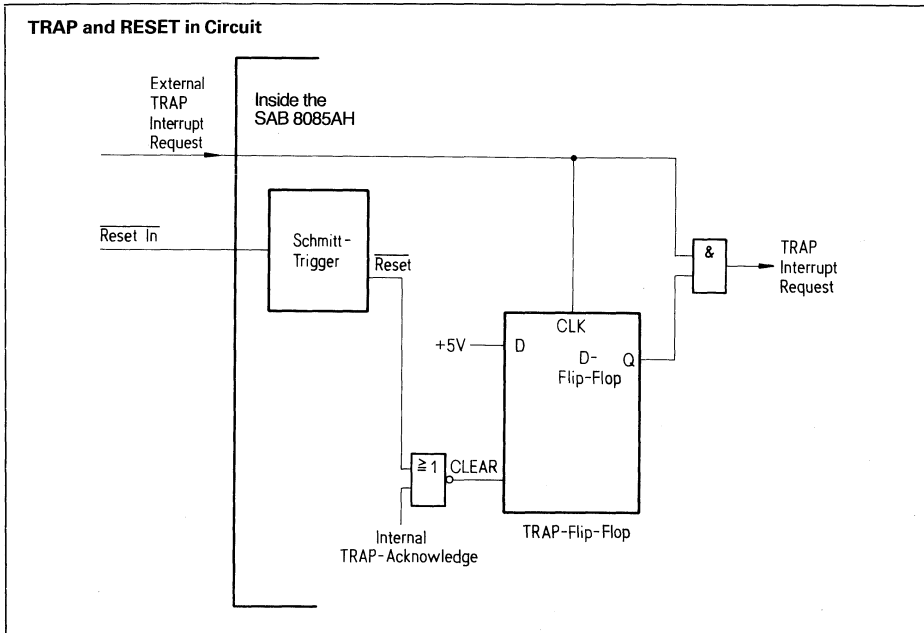 TRAP and RESET in Circuit
External
TRAP
Interrupt
Request
Inside the
SAB 8085AH
Reset In
Schmitt-
Trigger
Reset
&
TRAP
Interrupt
Request
CLK
+5V
D
D-
Flip-Flop
Q
≧1
CLEAR
Internal
TRAP-Acknowledge
TRAP-Flip-Flop